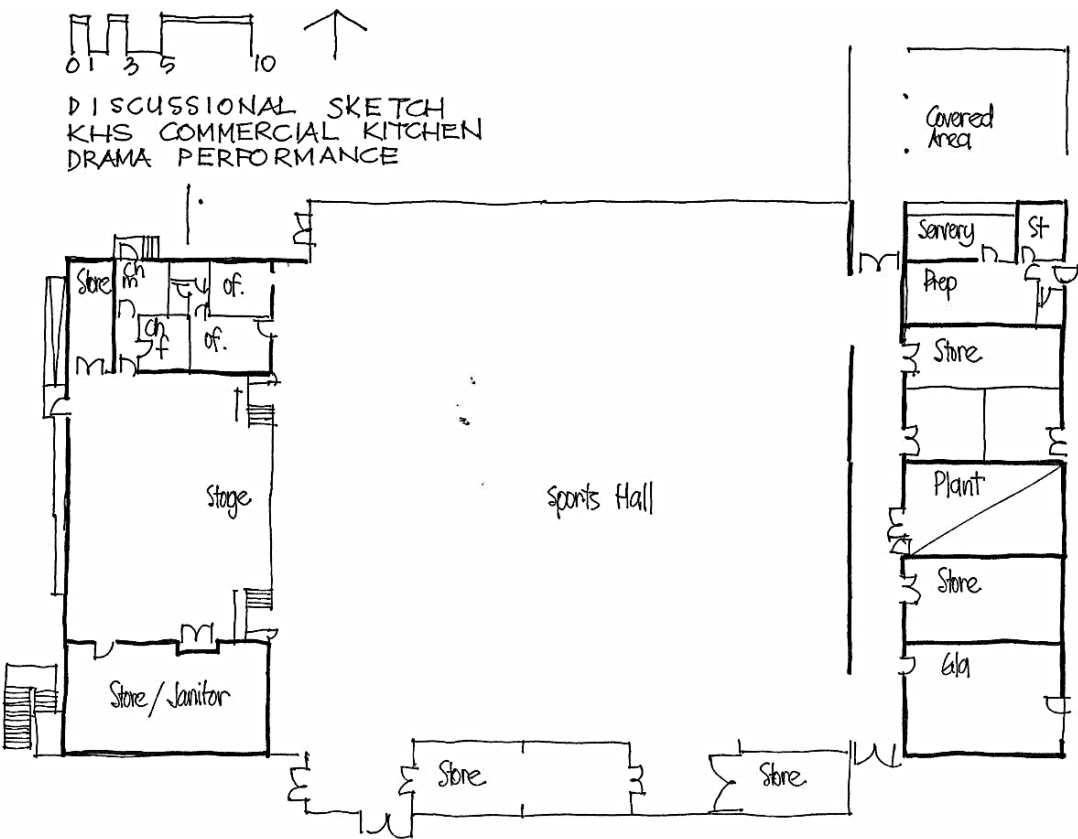 0 1 3 5 10
DISCUSSIONAL SKETCH
KHS COMMERCIAL KITCHEN
DRAMA PERFORMANCE
Covered
Area
Servery
St
Store
ch
m
of.
Prep
ch
f
of.
Store
Stage
Sports Hall
Plant
Store
Store/Janitor
Gla
Store
Store